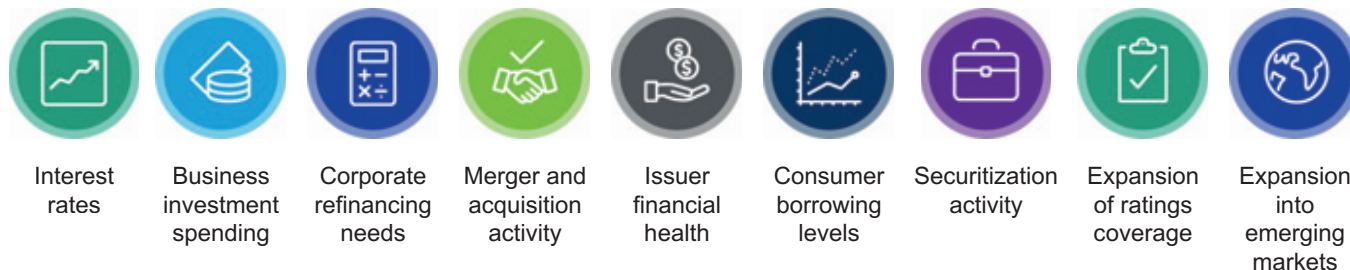 Interest
rates
Business
investment
spending
Corporate
refinancing
needs
Merger and
acquisition
activity
Issuer
financial
health
Consumer
borrowing
levels
Securitization
activity
Expansion
of ratings
coverage
Expansion
into
emerging
markets